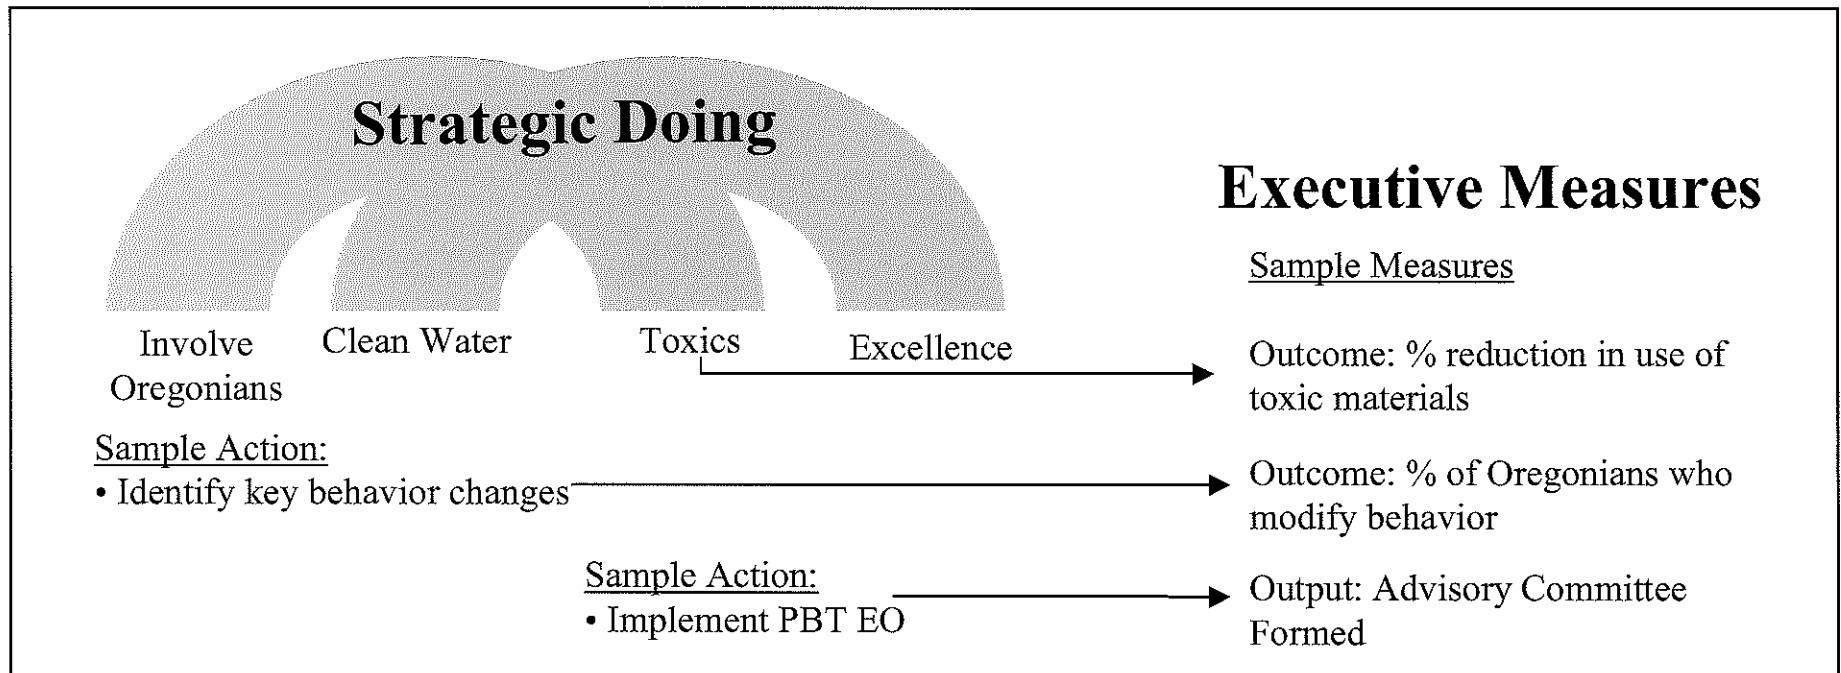 Strategic Doing
Executive Measures
Sample Measures
Involve
Oregonians
Clean Water
Toxics
Excellence
Outcome: % reduction in use of
toxic materials
Sample Action:
• Identify key behavior changes
Outcome: % of Oregonians who
modify behavior
Sample Action:
• Implement PBT EO
Output: Advisory Committee
Formed